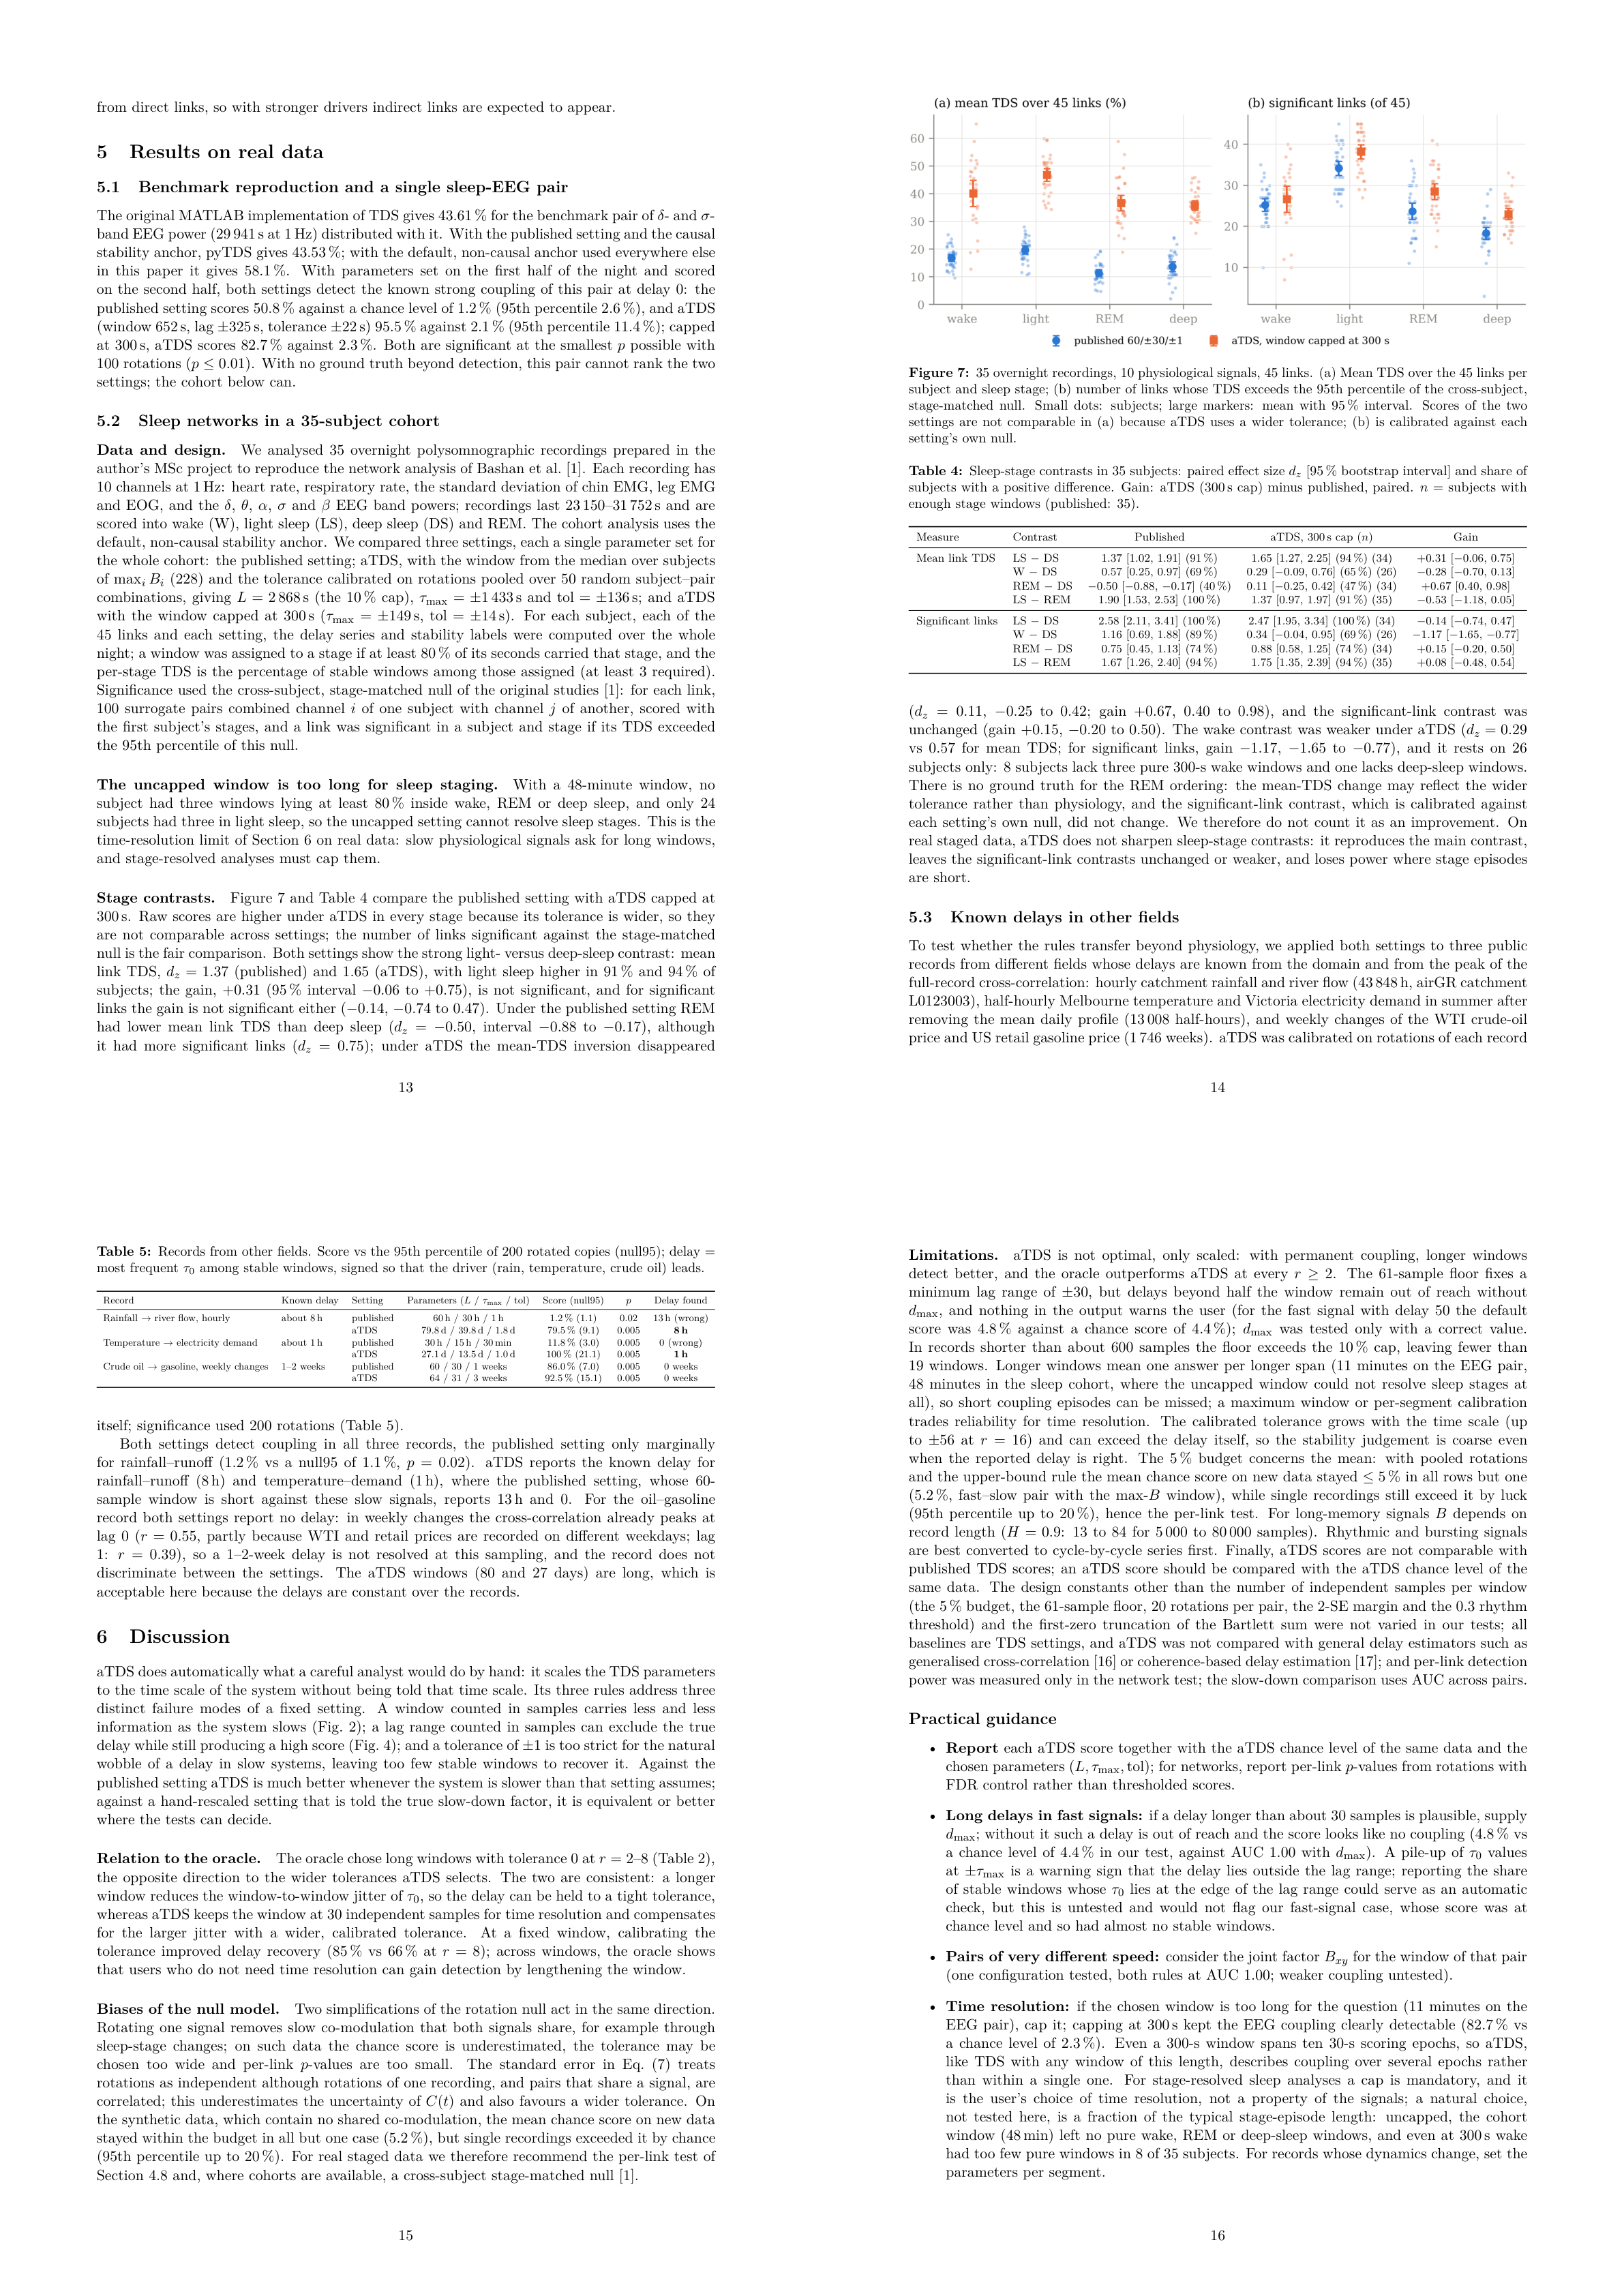 from direct links, so with stronger drivers indirect links are expected to appear.
5 Results on real data
5.1 Benchmark reproduction and a single sleep-EEG pair
The original MATLAB implementation of TDS gives 43.61 % for the benchmark pair of δ- and σ-
band EEG power (29 941 s at 1 Hz) distributed with it. With the published setting and the causal
stability anchor, pyTDS gives 43.53 %; with the default, non-causal anchor used everywhere else
in this paper it gives 58.1 %. With parameters set on the first half of the night and scored
on the second half, both settings detect the known strong coupling of this pair at delay 0: the
published setting scores 50.8 % against a chance level of 1.2 % (95th percentile 2.6 %), and aTDS
(window 652 s, lag ±325 s, tolerance ±22 s) 95.5 % against 2.1 % (95th percentile 11.4 %); capped
at 300 s, aTDS scores 82.7 % against 2.3 %. Both are significant at the smallest p possible with
100 rotations (p ≤ 0.01). With no ground truth beyond detection, this pair cannot rank the two
settings; the cohort below can.
5.2 Sleep networks in a 35-subject cohort
Data and design. We analysed 35 overnight polysomnographic recordings prepared in the
author's MSc project to reproduce the network analysis of Bashan et al. [1]. Each recording has
10 channels at 1 Hz: heart rate, respiratory rate, the standard deviation of chin EMG, leg EMG
and EOG, and the δ, θ, α, σ and β EEG band powers; recordings last 23 150–31 752 s and are
scored into wake (W), light sleep (LS), deep sleep (DS) and REM. The cohort analysis uses the
default, non-causal stability anchor. We compared three settings, each a single parameter set for
the whole cohort: the published setting; aTDS, with the window from the median over subjects
of maxᵢ Bᵢ (228) and the tolerance calibrated on rotations pooled over 50 random subject–pair
combinations, giving L = 2 868 s (the 10 % cap), τmax = ±1 433 s and tol = ±136 s; and aTDS
with the window capped at 300 s (τmax = ±149 s, tol = ±14 s). For each subject, each of the
45 links and each setting, the delay series and stability labels were computed over the whole
night; a window was assigned to a stage if at least 80 % of its seconds carried that stage, and the
per-stage TDS is the percentage of stable windows among those assigned (at least 3 required).
Significance used the cross-subject, stage-matched null of the original studies [1]: for each link,
100 surrogate pairs combined channel i of one subject with channel j of another, scored with
the first subject's stages, and a link was significant in a subject and stage if its TDS exceeded
the 95th percentile of this null.
The uncapped window is too long for sleep staging. With a 48-minute window, no
subject had three windows lying at least 80 % inside wake, REM or deep sleep, and only 24
subjects had three in light sleep, so the uncapped setting cannot resolve sleep stages. This is the
time-resolution limit of Section 6 on real data: slow physiological signals ask for long windows,
and stage-resolved analyses must cap them.
Stage contrasts. Figure 7 and Table 4 compare the published setting with aTDS capped at
300 s. Raw scores are higher under aTDS in every stage because its tolerance is wider, so they
are not comparable across settings; the number of links significant against the stage-matched
null is the fair comparison. Both settings show the strong light- versus deep-sleep contrast: mean
link TDS, dz = 1.37 (published) and 1.65 (aTDS), with light sleep higher in 91 % and 94 % of
subjects; the gain, +0.31 (95 % interval −0.06 to +0.75), is not significant, and for significant
links the gain is not significant either (−0.14, −0.74 to 0.47). Under the published setting REM
had lower mean link TDS than deep sleep (dz = −0.50, interval −0.88 to −0.17), although
it had more significant links (dz = 0.75); under aTDS the mean-TDS inversion disappeared
13
(a) mean TDS over 45 links (%) (b) significant links (of 45)
60
50
40
30
20
10
0
wake light REM deep
40
30
20
10
wake light REM deep
published 60/±30/±1 aTDS, window capped at 300 s
Figure 7: 35 overnight recordings, 10 physiological signals, 45 links. (a) Mean TDS over the 45 links per
subject and sleep stage; (b) number of links whose TDS exceeds the 95th percentile of the cross-subject,
stage-matched null. Small dots: subjects; large markers: mean with 95 % interval. Scores of the two
settings are not comparable in (a) because aTDS uses a wider tolerance; (b) is calibrated against each
setting's own null.
Table 4: Sleep-stage contrasts in 35 subjects: paired effect size dz [95 % bootstrap interval] and share of
subjects with a positive difference. Gain: aTDS (300 s cap) minus published, paired. n = subjects with
enough stage windows (published: 35).
Measure Contrast Published aTDS, 300 s cap (n) Gain
Mean link TDS LS − DS 1.37 [1.02, 1.91] (91 %) 1.65 [1.27, 2.25] (94 %) (34) +0.31 [−0.06, 0.75]
W − DS 0.57 [0.25, 0.97] (69 %) 0.29 [−0.09, 0.76] (65 %) (26) −0.28 [−0.70, 0.13]
REM − DS −0.50 [−0.88, −0.17] (40 %) 0.11 [−0.25, 0.42] (47 %) (34) +0.67 [0.40, 0.98]
LS − REM 1.90 [1.53, 2.53] (100 %) 1.37 [0.97, 1.97] (91 %) (35) −0.53 [−1.18, 0.05]
Significant links LS − DS 2.58 [2.11, 3.41] (100 %) 2.47 [1.95, 3.34] (100 %) (34) −0.14 [−0.74, 0.47]
W − DS 1.16 [0.69, 1.88] (89 %) 0.34 [−0.04, 0.95] (69 %) (26) −1.17 [−1.65, −0.77]
REM − DS 0.75 [0.45, 1.13] (74 %) 0.88 [0.58, 1.25] (74 %) (34) +0.15 [−0.20, 0.50]
LS − REM 1.67 [1.26, 2.40] (94 %) 1.75 [1.35, 2.39] (94 %) (35) +0.08 [−0.48, 0.54]
(dz = 0.11, −0.25 to 0.42; gain +0.67, 0.40 to 0.98), and the significant-link contrast was
unchanged (gain +0.15, −0.20 to 0.50). The wake contrast was weaker under aTDS (dz = 0.29
vs 0.57 for mean TDS; for significant links, gain −1.17, −1.65 to −0.77), and it rests on 26
subjects only: 8 subjects lack three pure 300-s wake windows and one lacks deep-sleep windows.
There is no ground truth for the REM ordering: the mean-TDS change may reflect the wider
tolerance rather than physiology, and the significant-link contrast, which is calibrated against
each setting's own null, did not change. We therefore do not count it as an improvement. On
real staged data, aTDS does not sharpen sleep-stage contrasts: it reproduces the main contrast,
leaves the significant-link contrasts unchanged or weaker, and loses power where stage episodes
are short.
5.3 Known delays in other fields
To test whether the rules transfer beyond physiology, we applied both settings to three public
records from different fields whose delays are known from the domain and from the peak of the
full-record cross-correlation: hourly catchment rainfall and river flow (43 848 h, airGR catchment
L0123003), half-hourly Melbourne temperature and Victoria electricity demand in summer after
removing the mean daily profile (13 008 half-hours), and weekly changes of the WTI crude-oil
price and US retail gasoline price (1 746 weeks). aTDS was calibrated on rotations of each record
14
Table 5: Records from other fields. Score vs the 95th percentile of 200 rotated copies (null95); delay =
most frequent τ0 among stable windows, signed so that the driver (rain, temperature, crude oil) leads.
Record Known delay Setting Parameters (L / τmax / tol) Score (null95) p Delay found
Rainfall → river flow, hourly about 8 h published 60 h / 30 h / 1 h 1.2 % (1.1) 0.02 13 h (wrong)
aTDS 79.8 d / 39.8 d / 1.8 d 79.5 % (9.1) 0.005 8 h
Temperature → electricity demand about 1 h published 30 h / 15 h / 30 min 11.8 % (3.0) 0.005 0 (wrong)
aTDS 27.1 d / 13.5 d / 1.0 d 100 % (21.1) 0.005 1 h
Crude oil → gasoline, weekly changes 1–2 weeks published 60 / 30 / 1 weeks 86.0 % (7.0) 0.005 0 weeks
aTDS 64 / 31 / 3 weeks 92.5 % (15.1) 0.005 0 weeks
itself; significance used 200 rotations (Table 5).
Both settings detect coupling in all three records, the published setting only marginally
for rainfall–runoff (1.2 % vs a null95 of 1.1 %, p = 0.02). aTDS reports the known delay for
rainfall–runoff (8 h) and temperature–demand (1 h), where the published setting, whose 60-
sample window is short against these slow signals, reports 13 h and 0. For the oil–gasoline
record both settings report no delay: in weekly changes the cross-correlation already peaks at
lag 0 (r = 0.55, partly because WTI and retail prices are recorded on different weekdays; lag
1: r = 0.39), so a 1–2-week delay is not resolved at this sampling, and the record does not
discriminate between the settings. The aTDS windows (80 and 27 days) are long, which is
acceptable here because the delays are constant over the records.
6 Discussion
aTDS does automatically what a careful analyst would do by hand: it scales the TDS parameters
to the time scale of the system without being told that time scale. Its three rules address three
distinct failure modes of a fixed setting. A window counted in samples carries less and less
information as the system slows (Fig. 2); a lag range counted in samples can exclude the true
delay while still producing a high score (Fig. 4); and a tolerance of ±1 is too strict for the natural
wobble of a delay in slow systems, leaving too few stable windows to recover it. Against the
published setting aTDS is much better whenever the system is slower than that setting assumes;
against a hand-rescaled setting that is told the true slow-down factor, it is equivalent or better
where the tests can decide.
Relation to the oracle. The oracle chose long windows with tolerance 0 at r = 2–8 (Table 2),
the opposite direction to the wider tolerances aTDS selects. The two are consistent: a longer
window reduces the window-to-window jitter of τ0, so the delay can be held to a tight tolerance,
whereas aTDS keeps the window at 30 independent samples for time resolution and compensates
for the larger jitter with a wider, calibrated tolerance. At a fixed window, calibrating the
tolerance improved delay recovery (85 % vs 66 % at r = 8); across windows, the oracle shows
that users who do not need time resolution can gain detection by lengthening the window.
Biases of the null model. Two simplifications of the rotation null act in the same direction.
Rotating one signal removes slow co-modulation that both signals share, for example through
sleep-stage changes; on such data the chance score is underestimated, the tolerance may be
chosen too wide and per-link p-values are too small. The standard error in Eq. (7) treats
rotations as independent although rotations of one recording, and pairs that share a signal, are
correlated; this underestimates the uncertainty of C(t) and also favours a wider tolerance. On
the synthetic data, which contain no shared co-modulation, the mean chance score on new data
stayed within the budget in all but one case (5.2 %), but single recordings exceeded it by chance
(95th percentile up to 20 %). For real staged data we therefore recommend the per-link test of
Section 4.8 and, where cohorts are available, a cross-subject stage-matched null [1].
15
Limitations. aTDS is not optimal, only scaled: with permanent coupling, longer windows
detect better, and the oracle outperforms aTDS at every r ≥ 2. The 61-sample floor fixes a
minimum lag range of ±30, but delays beyond half the window remain out of reach without
dmax, and nothing in the output warns the user (for the fast signal with delay 50 the default
score was 4.8 % against a chance score of 4.4 %); dmax was tested only with a correct value.
In records shorter than about 600 samples the floor exceeds the 10 % cap, leaving fewer than
19 windows. Longer windows mean one answer per longer span (11 minutes on the EEG pair,
48 minutes in the sleep cohort, where the uncapped window could not resolve sleep stages at
all), so short coupling episodes can be missed; a maximum window or per-segment calibration
trades reliability for time resolution. The calibrated tolerance grows with the time scale (up
to ±56 at r = 16) and can exceed the delay itself, so the stability judgement is coarse even
when the reported delay is right. The 5 % budget concerns the mean: with pooled rotations
and the upper-bound rule the mean chance score on new data stayed ≤ 5 % in all rows but one
(5.2 %, fast–slow pair with the max-B window), while single recordings still exceed it by luck
(95th percentile up to 20 %), hence the per-link test. For long-memory signals B depends on
record length (H = 0.9: 13 to 84 for 5 000 to 80 000 samples). Rhythmic and bursting signals
are best converted to cycle-by-cycle series first. Finally, aTDS scores are not comparable with
published TDS scores; an aTDS score should be compared with the aTDS chance level of the
same data. The design constants other than the number of independent samples per window
(the 5 % budget, the 61-sample floor, 20 rotations per pair, the 2-SE margin and the 0.3 rhythm
threshold) and the first-zero truncation of the Bartlett sum were not varied in our tests; all
baselines are TDS settings, and aTDS was not compared with general delay estimators such as
generalised cross-correlation [16] or coherence-based delay estimation [17]; and per-link detection
power was measured only in the network test; the slow-down comparison uses AUC across pairs.
Practical guidance
• Report each aTDS score together with the aTDS chance level of the same data and the
chosen parameters (L, τmax, tol); for networks, report per-link p-values from rotations with
FDR control rather than thresholded scores.
• Long delays in fast signals: if a delay longer than about 30 samples is plausible, supply
dmax; without it such a delay is out of reach and the score looks like no coupling (4.8 % vs
a chance level of 4.4 % in our test, against AUC 1.00 with dmax). A pile-up of τ0 values
at ±τmax is a warning sign that the delay lies outside the lag range; reporting the share
of stable windows whose τ0 lies at the edge of the lag range could serve as an automatic
check, but this is untested and would not flag our fast-signal case, whose score was at
chance level and so had almost no stable windows.
• Pairs of very different speed: consider the joint factor Bxy for the window of that pair
(one configuration tested, both rules at AUC 1.00; weaker coupling untested).
• Time resolution: if the chosen window is too long for the question (11 minutes on the
EEG pair), cap it; capping at 300 s kept the EEG coupling clearly detectable (82.7 % vs
a chance level of 2.3 %). Even a 300-s window spans ten 30-s scoring epochs, so aTDS,
like TDS with any window of this length, describes coupling over several epochs rather
than within a single one. For stage-resolved sleep analyses a cap is mandatory, and it
is the user's choice of time resolution, not a property of the signals; a natural choice,
not tested here, is a fraction of the typical stage-episode length: uncapped, the cohort
window (48 min) left no pure wake, REM or deep-sleep windows, and even at 300 s wake
had too few pure windows in 8 of 35 subjects. For records whose dynamics change, set the
parameters per segment.
16